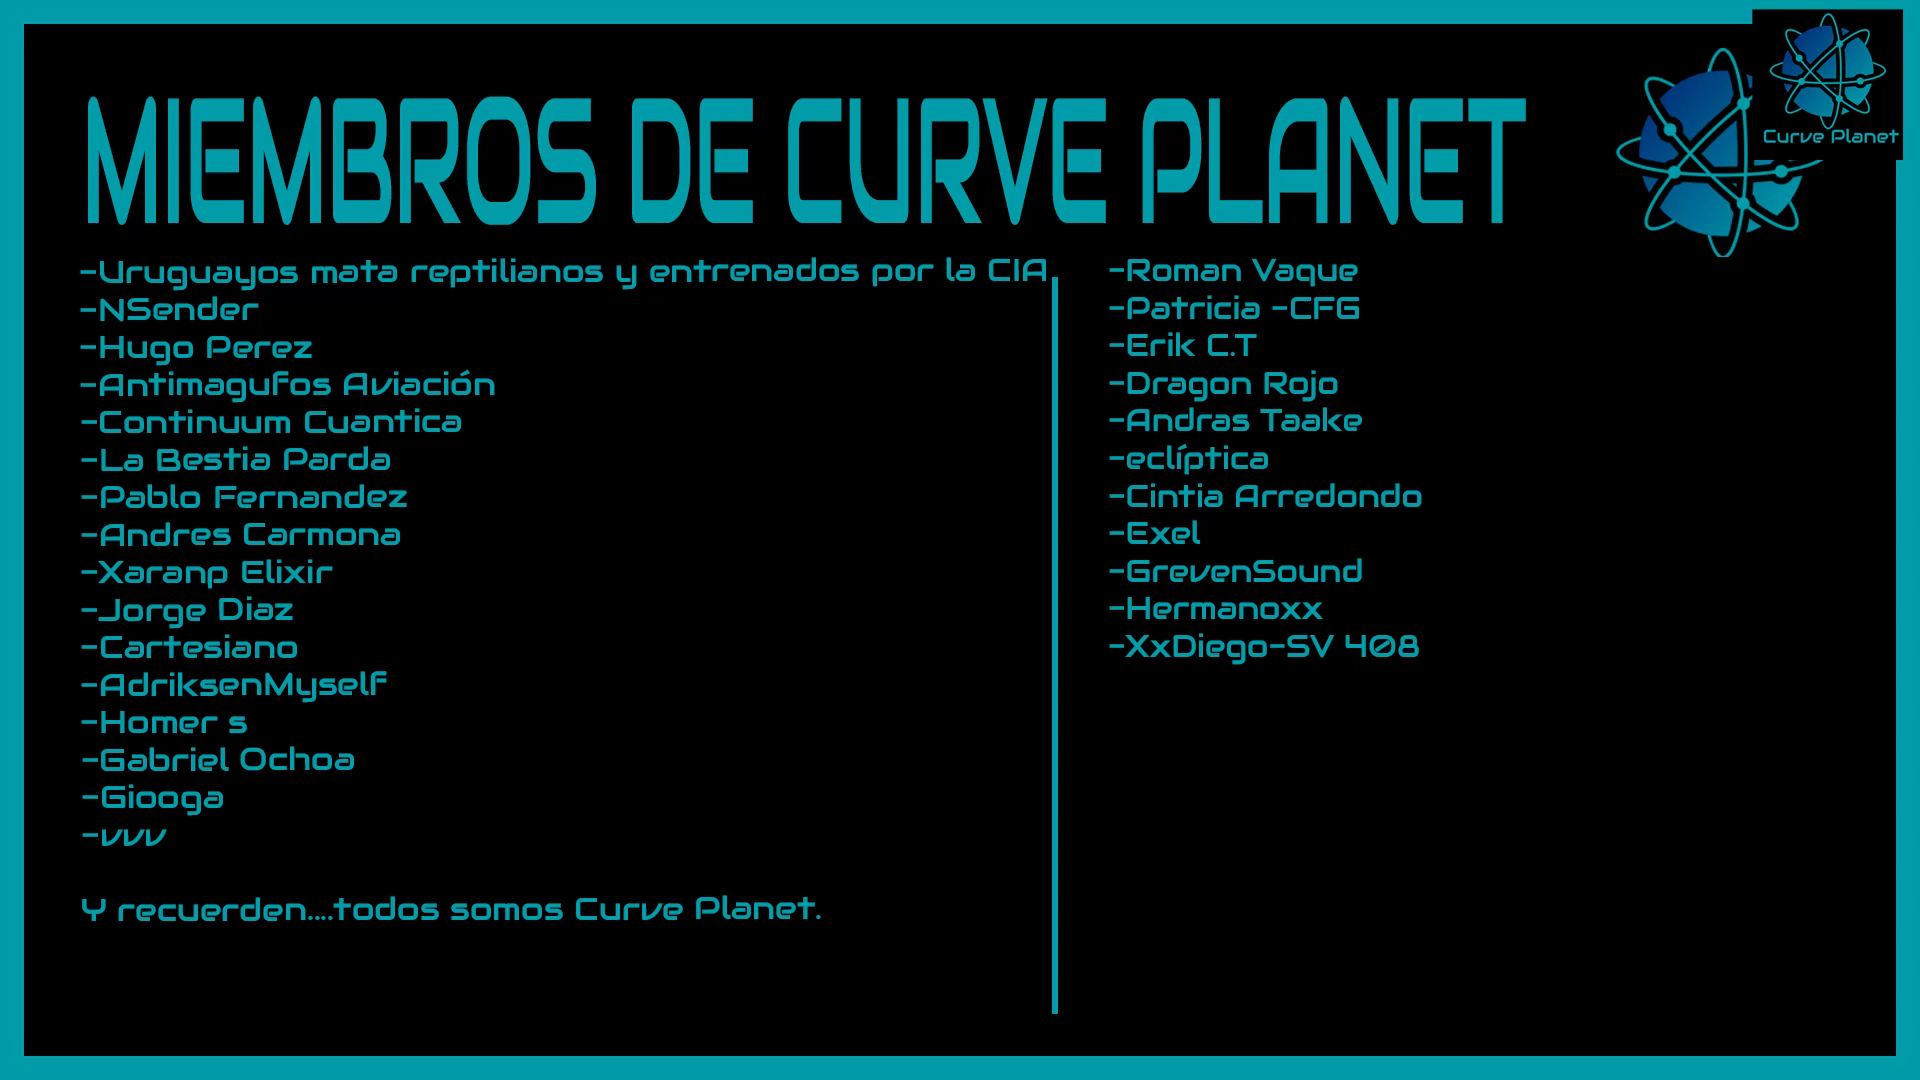 MIEMBROS DE CURVE PLANET
Curve Planet
-Uruguayos mata reptilianos y entrenados por la CIA
-NSender
-Hugo Perez
-Antimagufos Aviación
-Continuum Cuantica
-La Bestia Parda
-Pablo Fernandez
-Andres Carmona
-Xaranp Elixir
-Jorge Diaz
-Cartesiano
-AdriksenMyself
-Homer s
-Gabriel Ochoa
-Giooga
-vvv
Y recuerden....todos somos Curve Planet.
-Roman Vaque
-Patricia -CFG
-Erik C.T
-Dragon Rojo
-Andras Taake
-eclíptica
-Cintia Arredondo
-Exel
-GrevenSound
-Hermanoxx
-XxDiego-SV 408